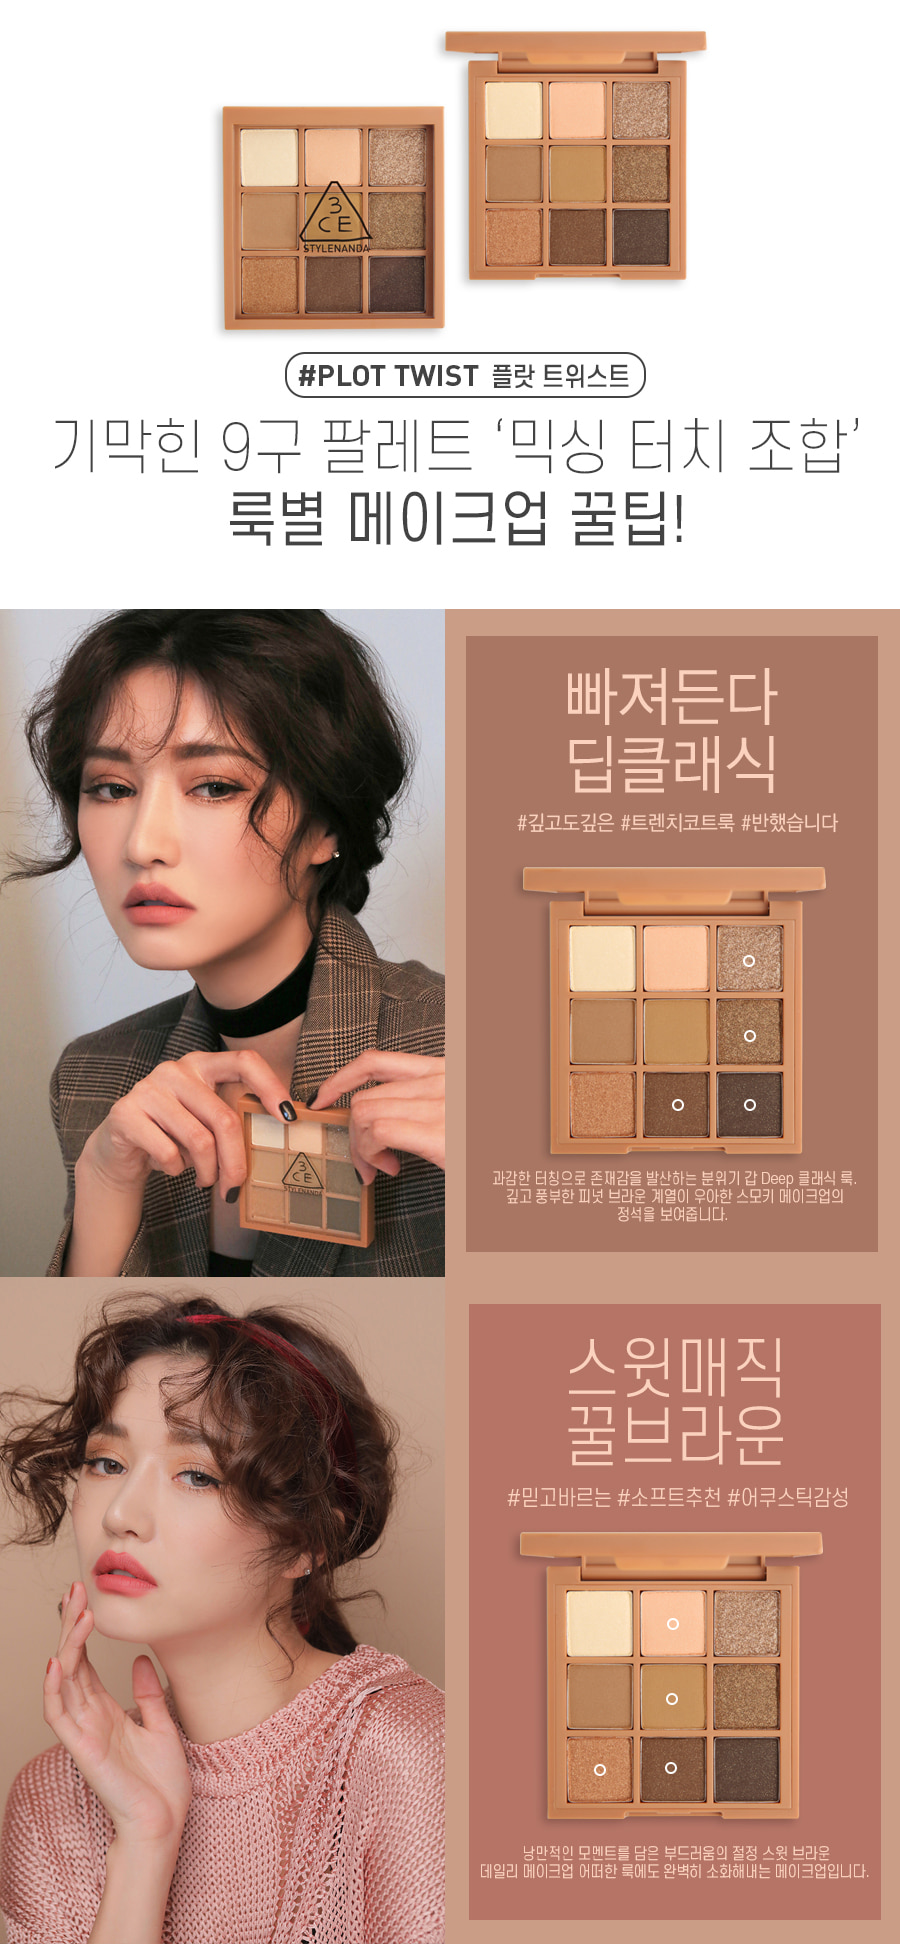 3
CE
STYLENANDA
#PLOT TWIST 플랏 트위스트
기막힌 9구 팔레트 ‘믹싱 터치 조합’
룩별 메이크업 꿀팁!
빠져든다
딥클래식
#깊고도깊은 #트렌치코트룩 #반했습니다
과감한 터칭으로 존재감을 발산하는 분위기 갑 Deep 클래식 룩.
깊고 풍부한 피넛 브라운 계열이 우아한 스모키 메이크업의
정석을 보여줍니다.
3
CE
STYLENANDA
스윗매직
꿀브라운
#믿고바르는 #소프트추천 #어쿠스틱감성
낭만적인 모멘트를 담은 부드러움의 절정 스윗 브라운
데일리 메이크업 어떠한 룩에도 완벽히 소화해내는 메이크업입니다.